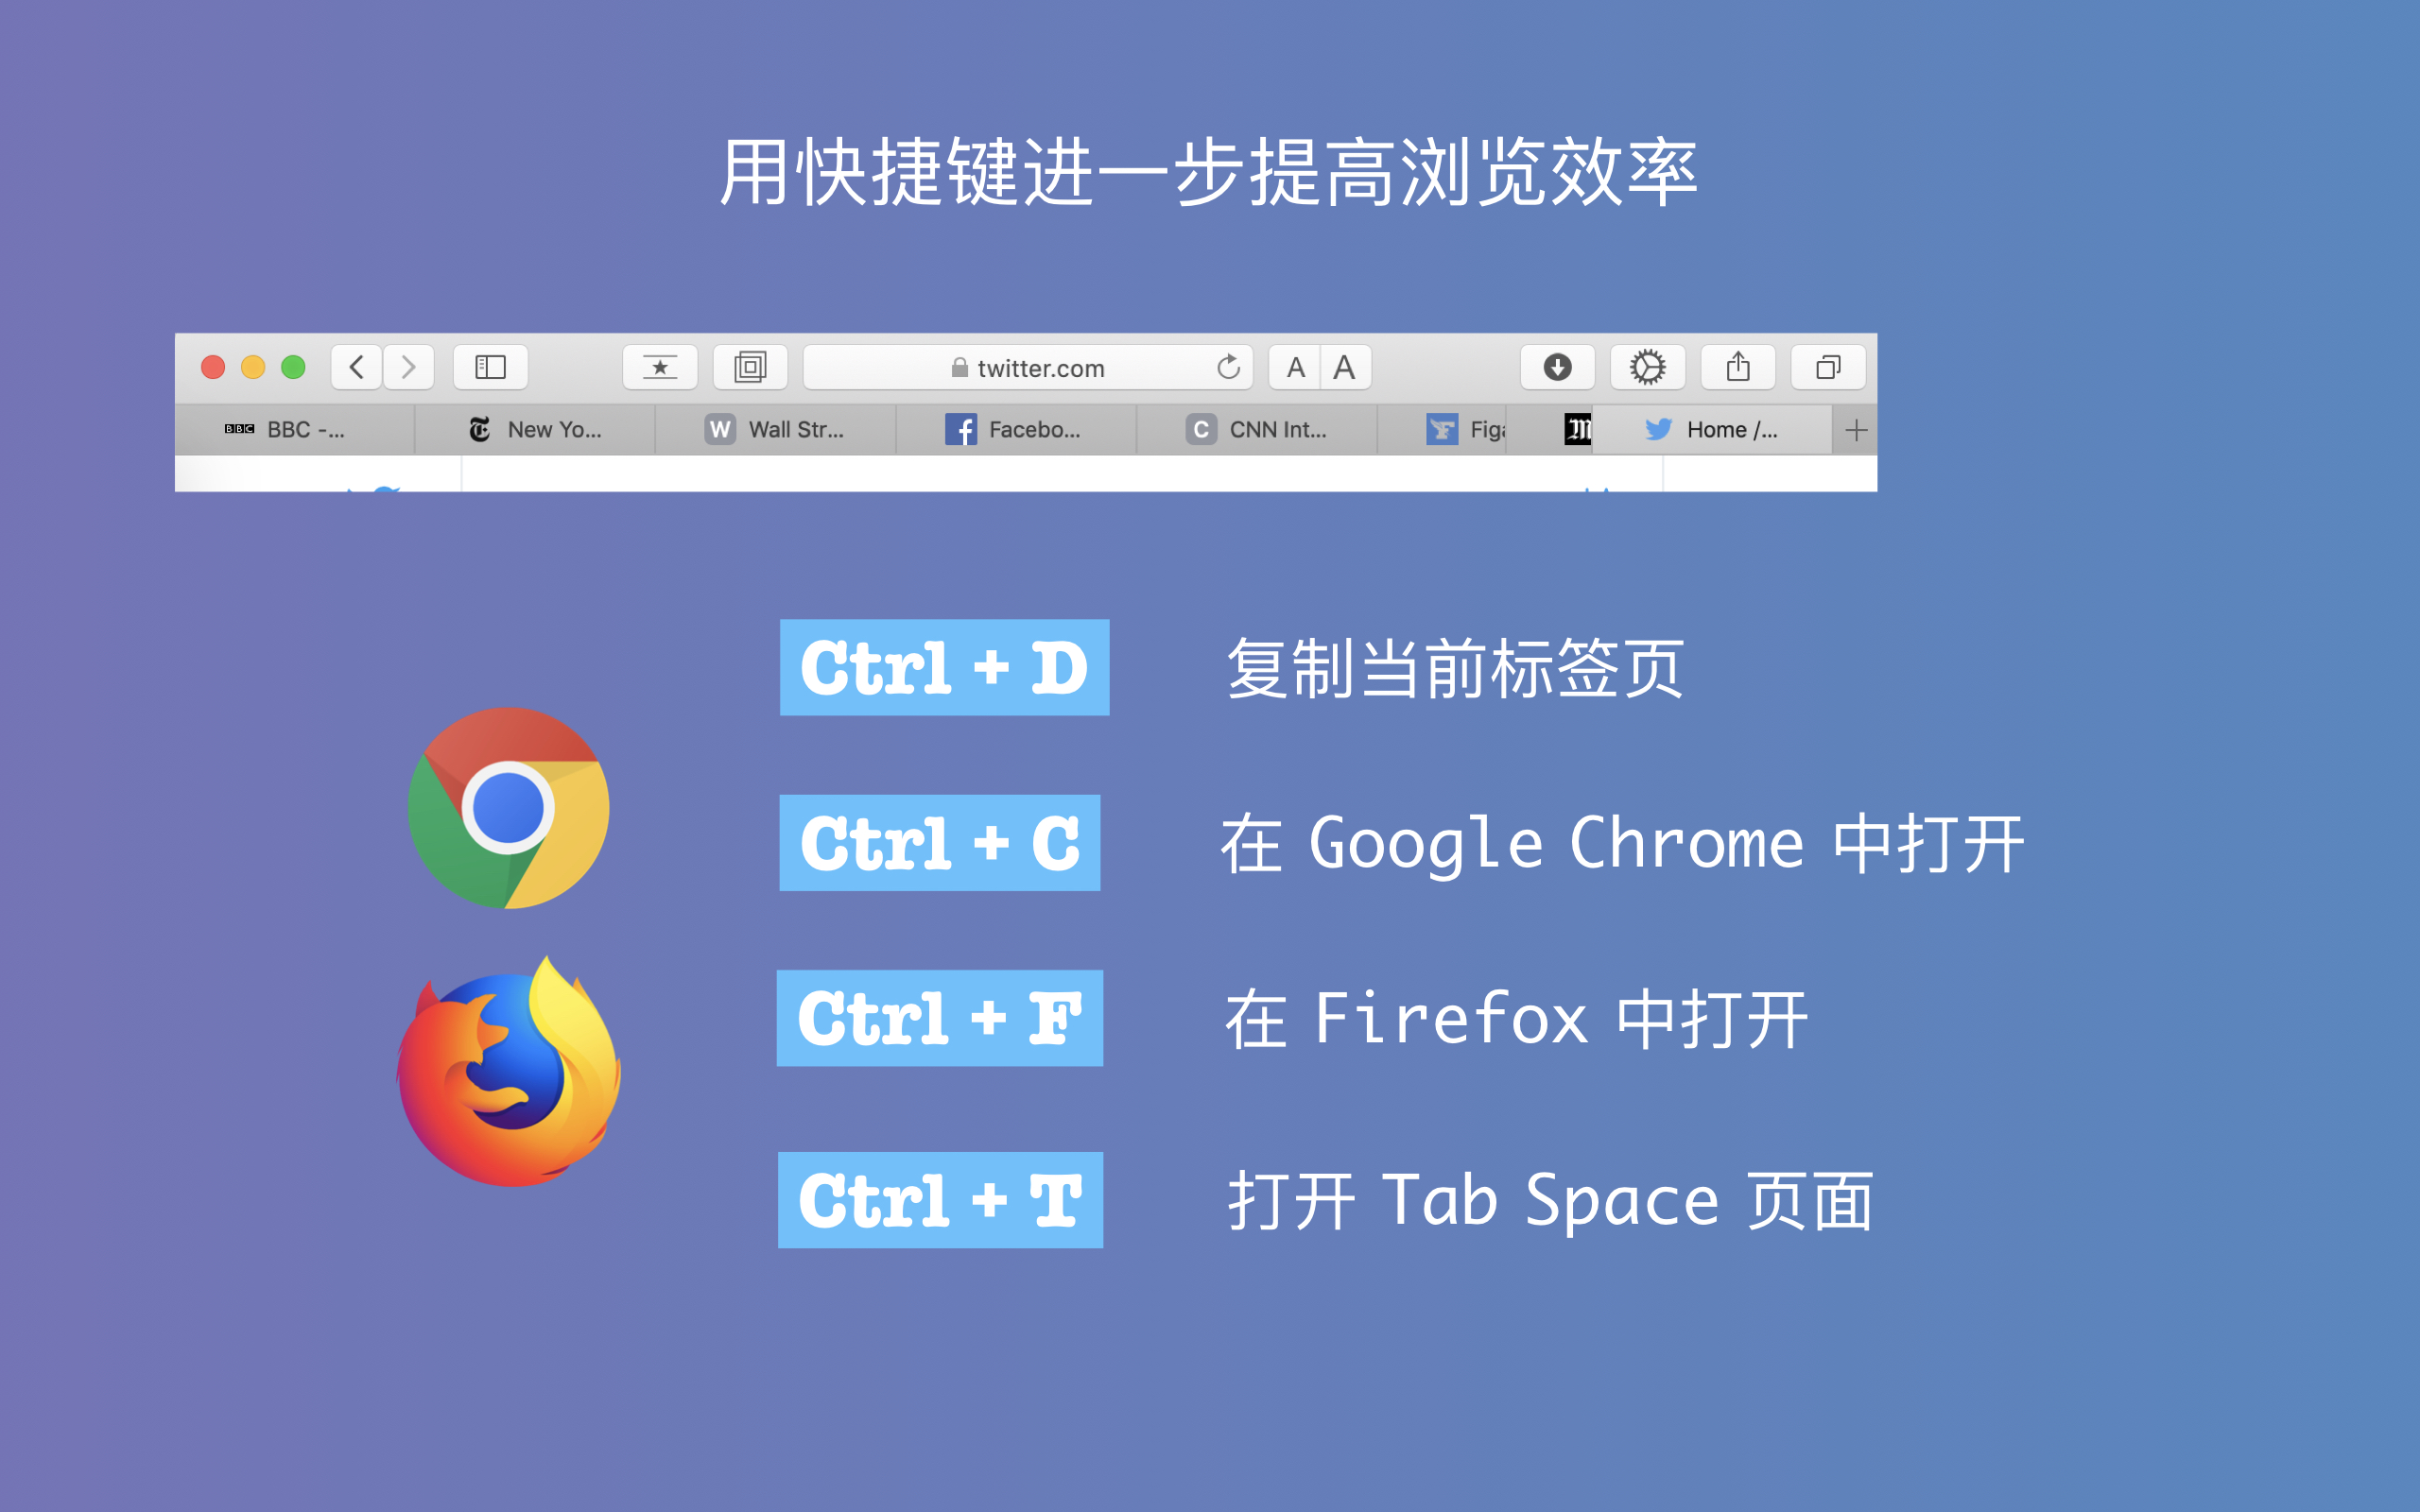 用快捷键进一步提高浏览效率
twitter.com A A
BBC BBC -... New Yo... W Wall Str... Facebo... C CNN Int... Figa Home /...
Ctrl + D 复制当前标签页
Ctrl + C 在 Google Chrome 中打开
Ctrl + F 在 Firefox 中打开
Ctrl + T 打开 Tab Space 页面